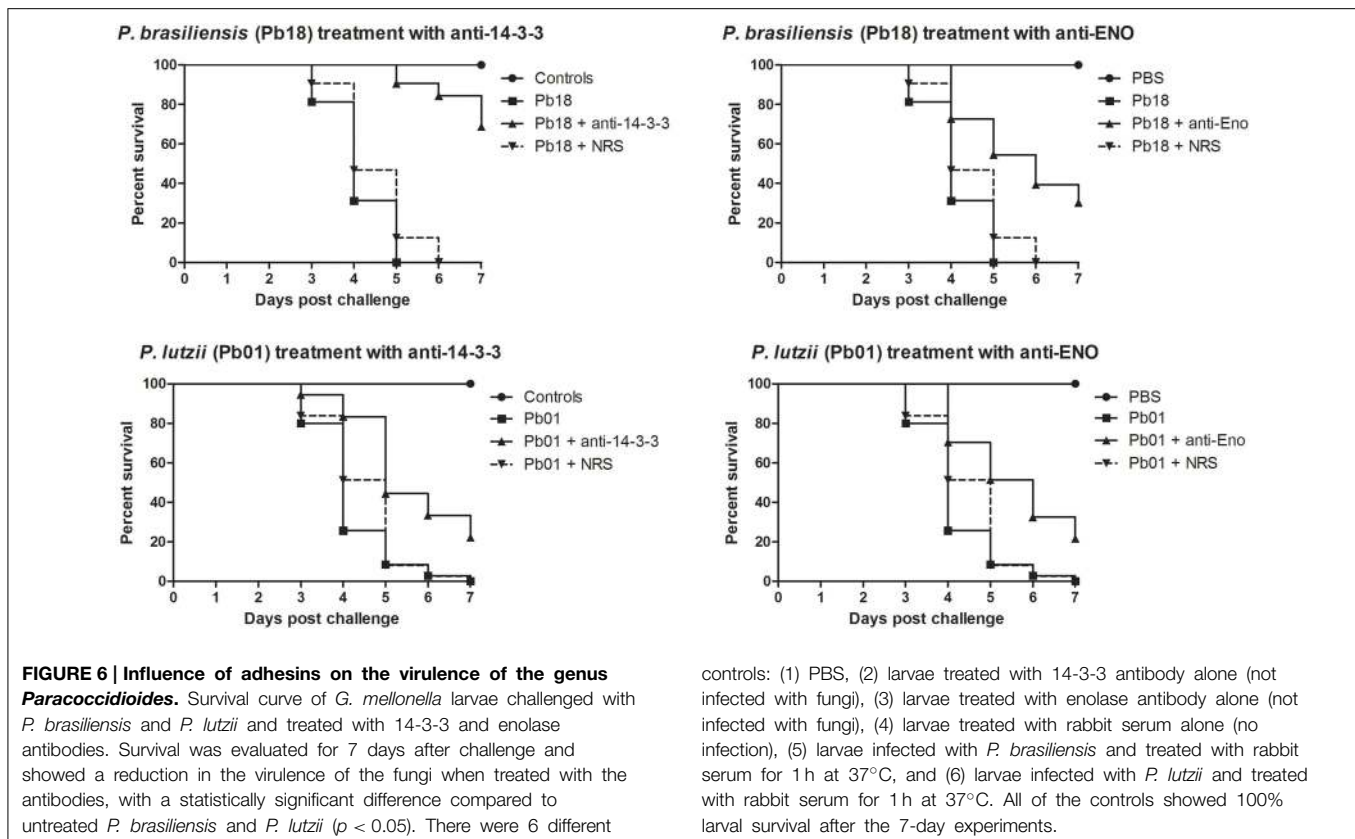 P. brasiliensis (Pb18) treatment with anti-14-3-3
100
80
60
40
20
0
Percent survival
0 1 2 3 4 5 6 7
Days post challenge
Controls
Pb18
Pb18 + anti-14-3-3
Pb18 + NRS
P. brasiliensis (Pb18) treatment with anti-ENO
100
80
60
40
20
0
Percent survival
0 1 2 3 4 5 6 7
Days post challenge
PBS
Pb18
Pb18 + anti-Eno
Pb18 + NRS
P. lutzii (Pb01) treatment with anti-14-3-3
100
80
60
40
20
0
Percent survival
0 1 2 3 4 5 6 7
Days post challenge
Controls
Pb01
Pb01 + anti-14-3-3
Pb01 + NRS
P. lutzii (Pb01) treatment with anti-ENO
100
80
60
40
20
0
Percent survival
0 1 2 3 4 5 6 7
Days post challenge
PBS
Pb01
Pb01 + anti-Eno
Pb01 + NRS
FIGURE 6 | Influence of adhesins on the virulence of the genus
Paracoccidioides. Survival curve of G. mellonella larvae challenged with
P. brasiliensis and P. lutzii and treated with 14-3-3 and enolase
antibodies. Survival was evaluated for 7 days after challenge and
showed a reduction in the virulence of the fungi when treated with the
antibodies, with a statistically significant difference compared to
untreated P. brasiliensis and P. lutzii (p < 0.05). There were 6 different
controls: (1) PBS, (2) larvae treated with 14-3-3 antibody alone (not
infected with fungi), (3) larvae treated with enolase antibody alone (not
infected with fungi), (4) larvae treated with rabbit serum alone (no
infection), (5) larvae infected with P. brasiliensis and treated with rabbit
serum for 1 h at 37°C, and (6) larvae infected with P. lutzii and treated
with rabbit serum for 1 h at 37°C. All of the controls showed 100%
larval survival after the 7-day experiments.